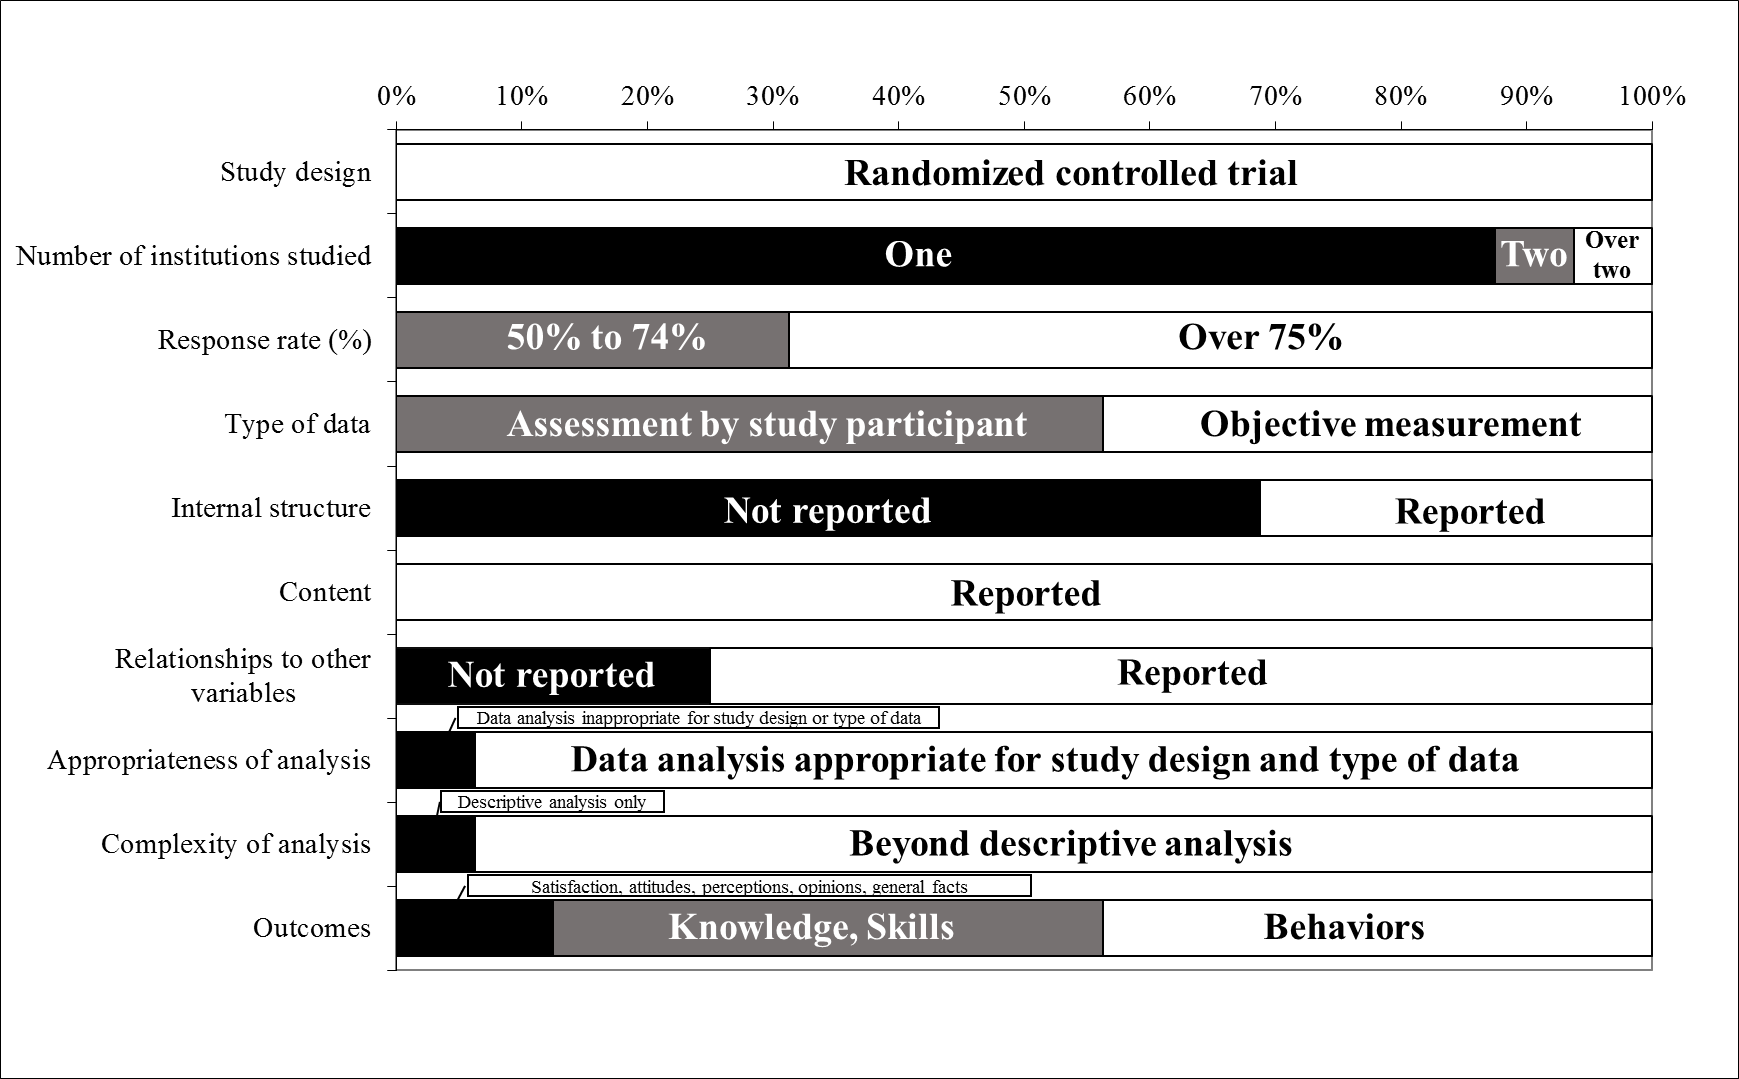 0% 10% 20% 30% 40% 50% 60% 70% 80% 90% 100%
Study design
Randomized controlled trial
Number of institutions studied
One
Two
Over
two
Response rate (%)
50% to 74%
Over 75%
Type of data
Assessment by study participant
Objective measurement
Internal structure
Not reported
Reported
Content
Reported
Relationships to other
variables
Not reported
Reported
Data analysis inappropriate for study design or type of data
Appropriateness of analysis
Data analysis appropriate for study design and type of data
Descriptive analysis only
Complexity of analysis
Beyond descriptive analysis
Satisfaction, attitudes, perceptions, opinions, general facts
Outcomes
Knowledge, Skills
Behaviors